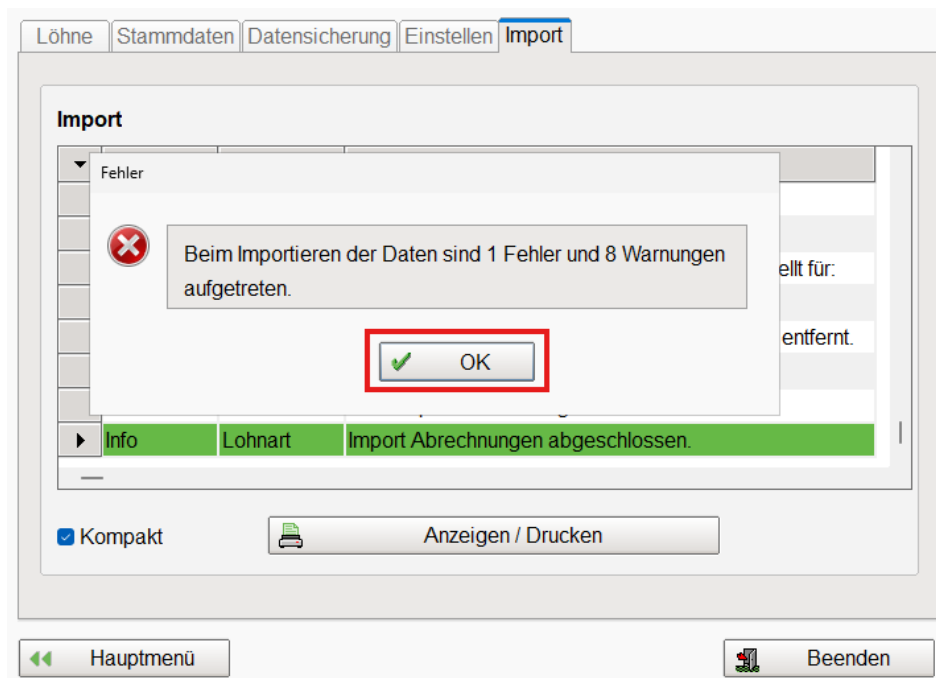 Löhne Stammdaten Datensicherung Einstellen Import
Import
Fehler
Beim Importieren der Daten sind 1 Fehler und 8 Warnungen
aufgetreten.
ellt für:
entfernt.
OK
Info Lohnart Import Abrechnungen abgeschlossen.
Kompakt Anzeigen / Drucken
Hauptmenü Beenden